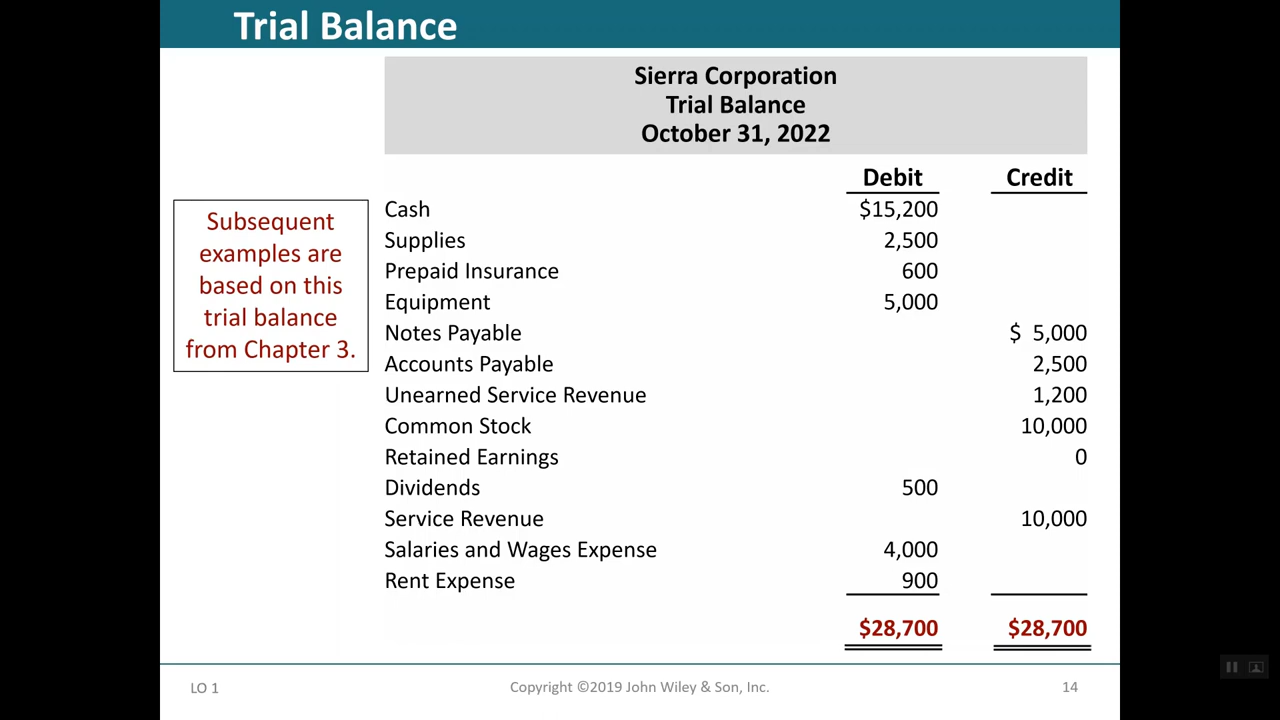 Trial Balance
Sierra Corporation
Trial Balance
October 31, 2022
Debit Credit
Subsequent
examples are
based on this
trial balance
from Chapter 3.
Cash $15,200
Supplies 2,500
Prepaid Insurance 600
Equipment 5,000
Notes Payable $ 5,000
Accounts Payable 2,500
Unearned Service Revenue 1,200
Common Stock 10,000
Retained Earnings 0
Dividends 500
Service Revenue 10,000
Salaries and Wages Expense 4,000
Rent Expense 900
$28,700 $28,700
LO 1 Copyright ©2019 John Wiley & Son, Inc. 14